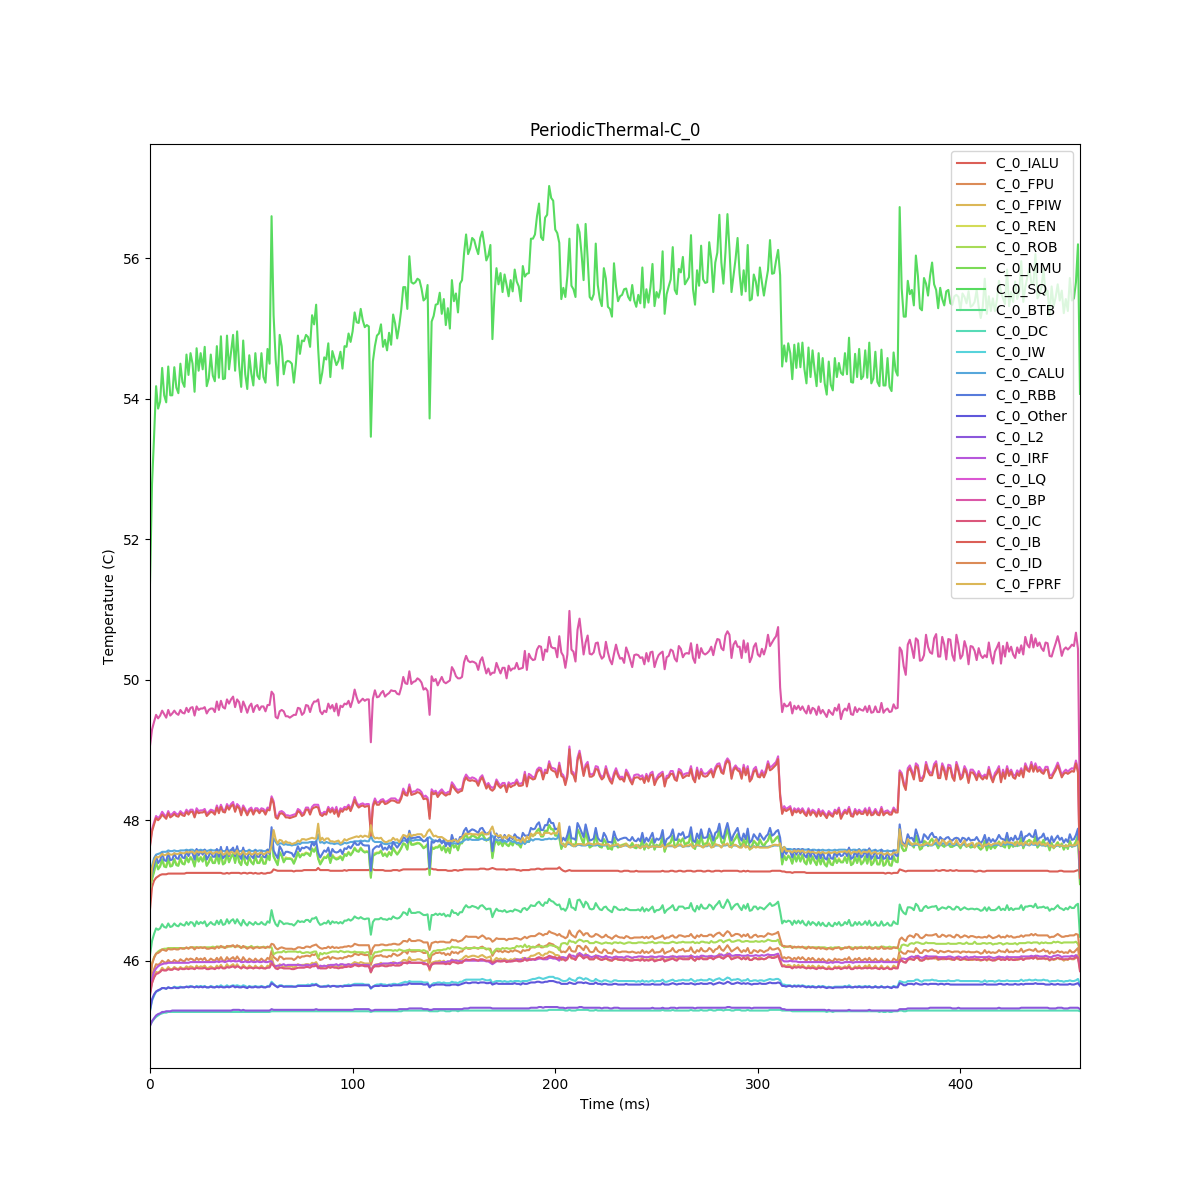 PeriodicThermal-C_0
C_0_IALU
C_0_FPU
C_0_FPIW
C_0_REN
C_0_ROB
C_0_MMU
C_0_SQ
C_0_BTB
C_0_DC
C_0_IW
C_0_CALU
C_0_RBB
C_0_Other
C_0_L2
C_0_IRF
C_0_LQ
C_0_BP
C_0_IC
C_0_IB
C_0_ID
C_0_FPRF
56
54
52
50
48
46
Temperature (C)
0 100 200 300 400
Time (ms)